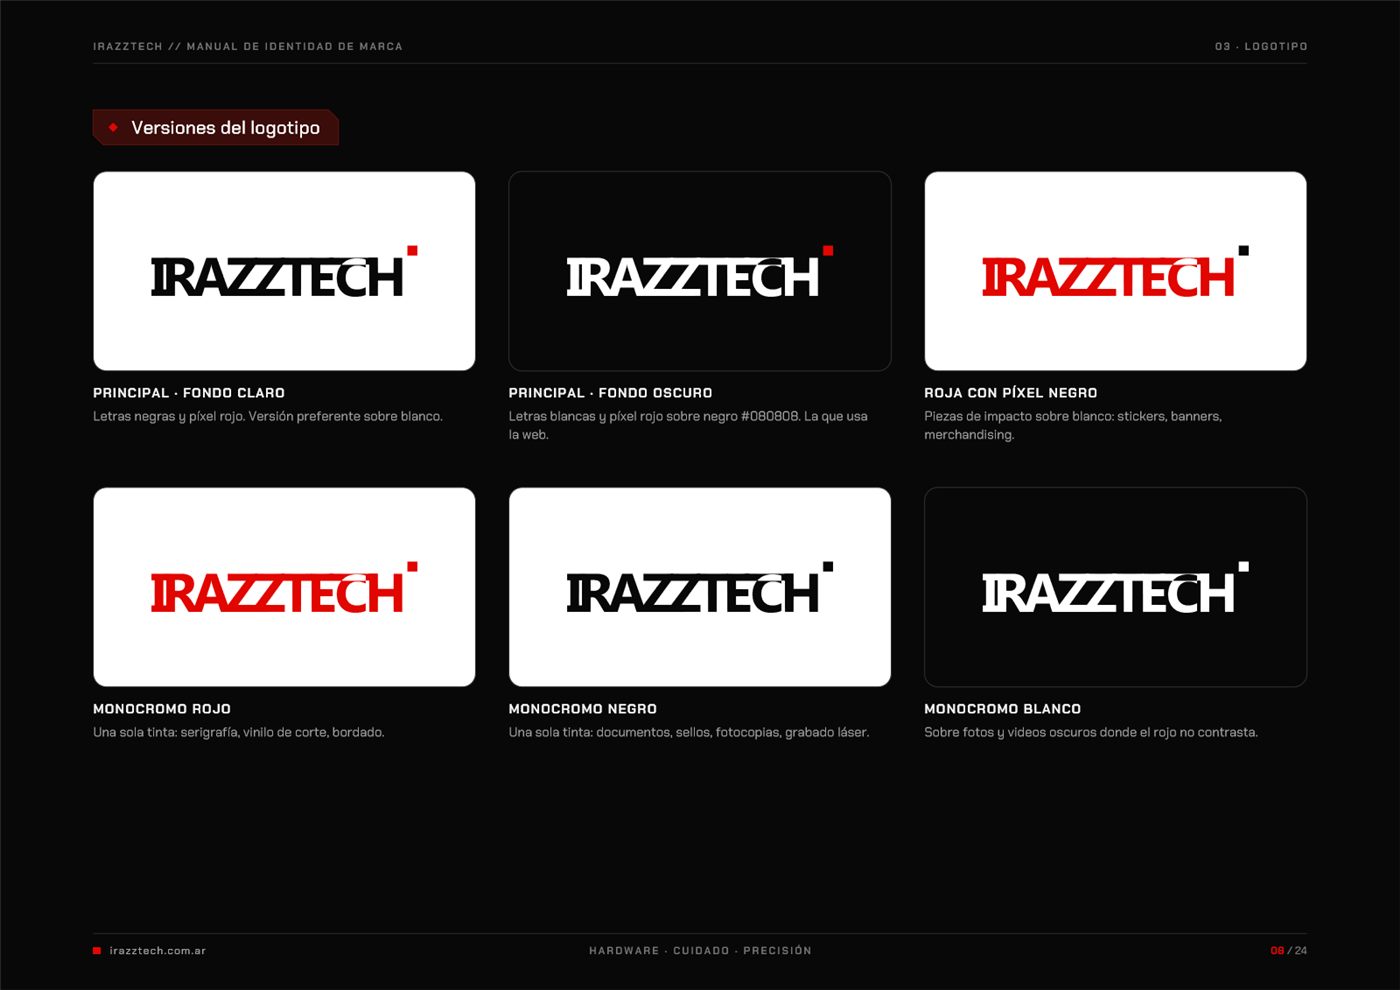 IRAZZTECH // MANUAL DE IDENTIDAD DE MARCA
03 · LOGOTIPO
Versiones del logotipo
IRAZZTECH
IRAZZTECH
IRAZZTECH
PRINCIPAL · FONDO CLARO
Letras negras y píxel rojo. Versión preferente sobre blanco.
PRINCIPAL · FONDO OSCURO
Letras blancas y píxel rojo sobre negro #080808. La que usa
la web.
ROJA CON PÍXEL NEGRO
Piezas de impacto sobre blanco: stickers, banners,
merchandising.
IRAZZTECH
IRAZZTECH
IRAZZTECH
MONOCROMO ROJO
Una sola tinta: serigrafía, vinilo de corte, bordado.
MONOCROMO NEGRO
Una sola tinta: documentos, sellos, fotocopias, grabado láser.
MONOCROMO BLANCO
Sobre fotos y videos oscuros donde el rojo no contrasta.
irazztech.com.ar
HARDWARE · CUIDADO · PRECISIÓN
08 / 24